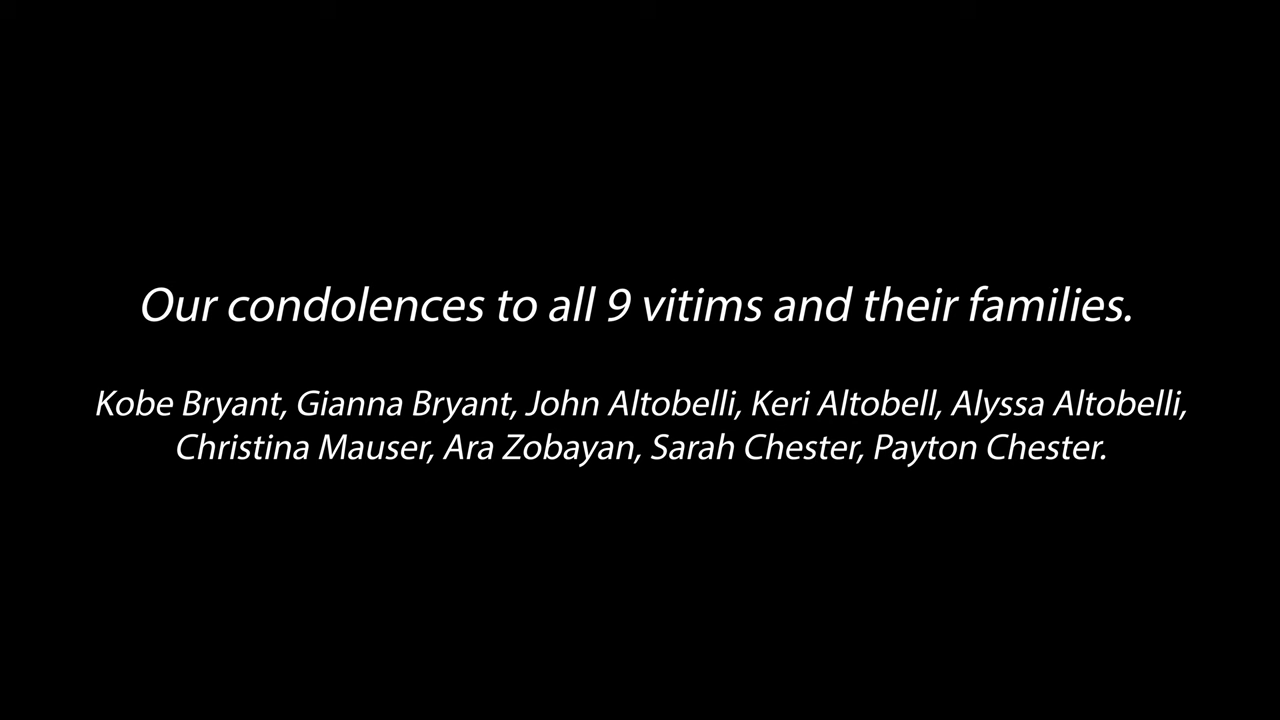 Our condolences to all 9 vitims and their families.
Kobe Bryant, Gianna Bryant, John Altobelli, Keri Altobell, Alyssa Altobelli,
Christina Mauser, Ara Zobayan, Sarah Chester, Payton Chester.